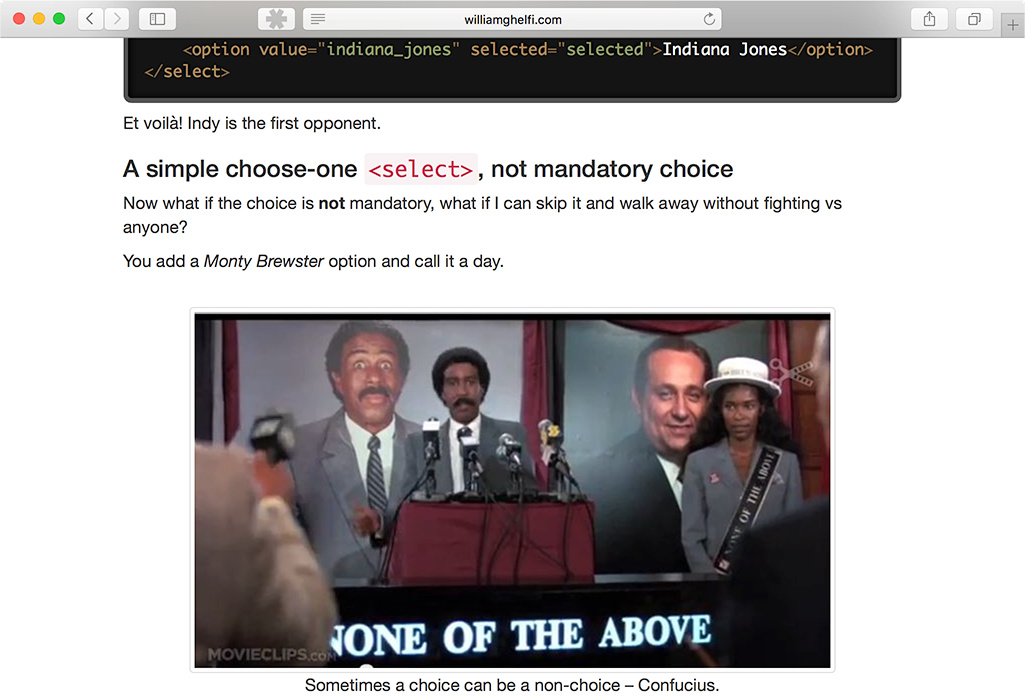 williamghelfi.com
<option value="indiana_jones" selected="selected">Indiana Jones</option>
</select>
Et voilà! Indy is the first opponent.
A simple choose-one <select>, not mandatory choice
Now what if the choice is not mandatory, what if I can skip it and walk away without fighting vs
anyone?
You add a Monty Brewster option and call it a day.
NONE OF THE ABOVE
NONE OF THE ABOVE
MOVIECLIPS.COM
Sometimes a choice can be a non-choice – Confucius.